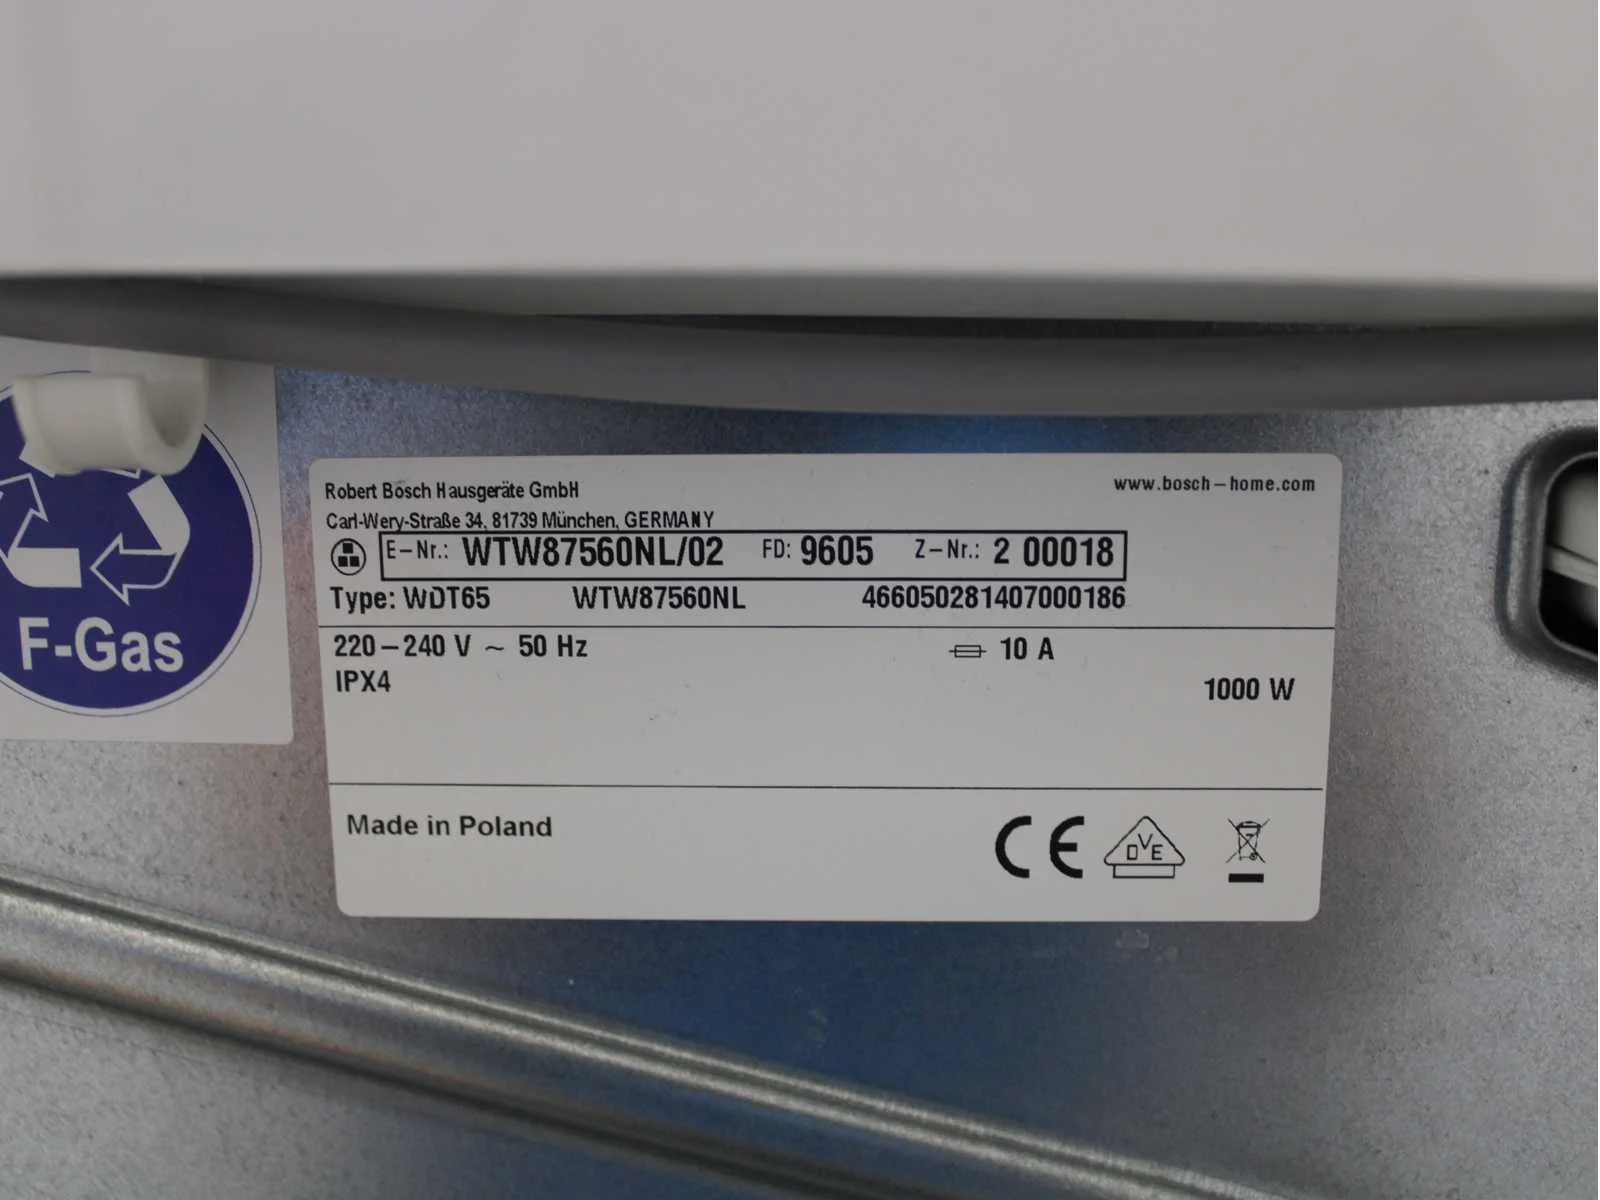 Robert Bosch Hausgeräte GmbH
www.bosch-home.com
Carl-Wery-Straße 34, 81739 München, GERMANY
E-Nr.: WTW87560NL/02 FD: 9605 Z-Nr.: 2 00018
Type: WDT65 WTW87560NL 466050281407000186
220-240 V ~ 50 Hz 10 A
IPX4
1000 W
Made in Poland
CE DVE
F-Gas